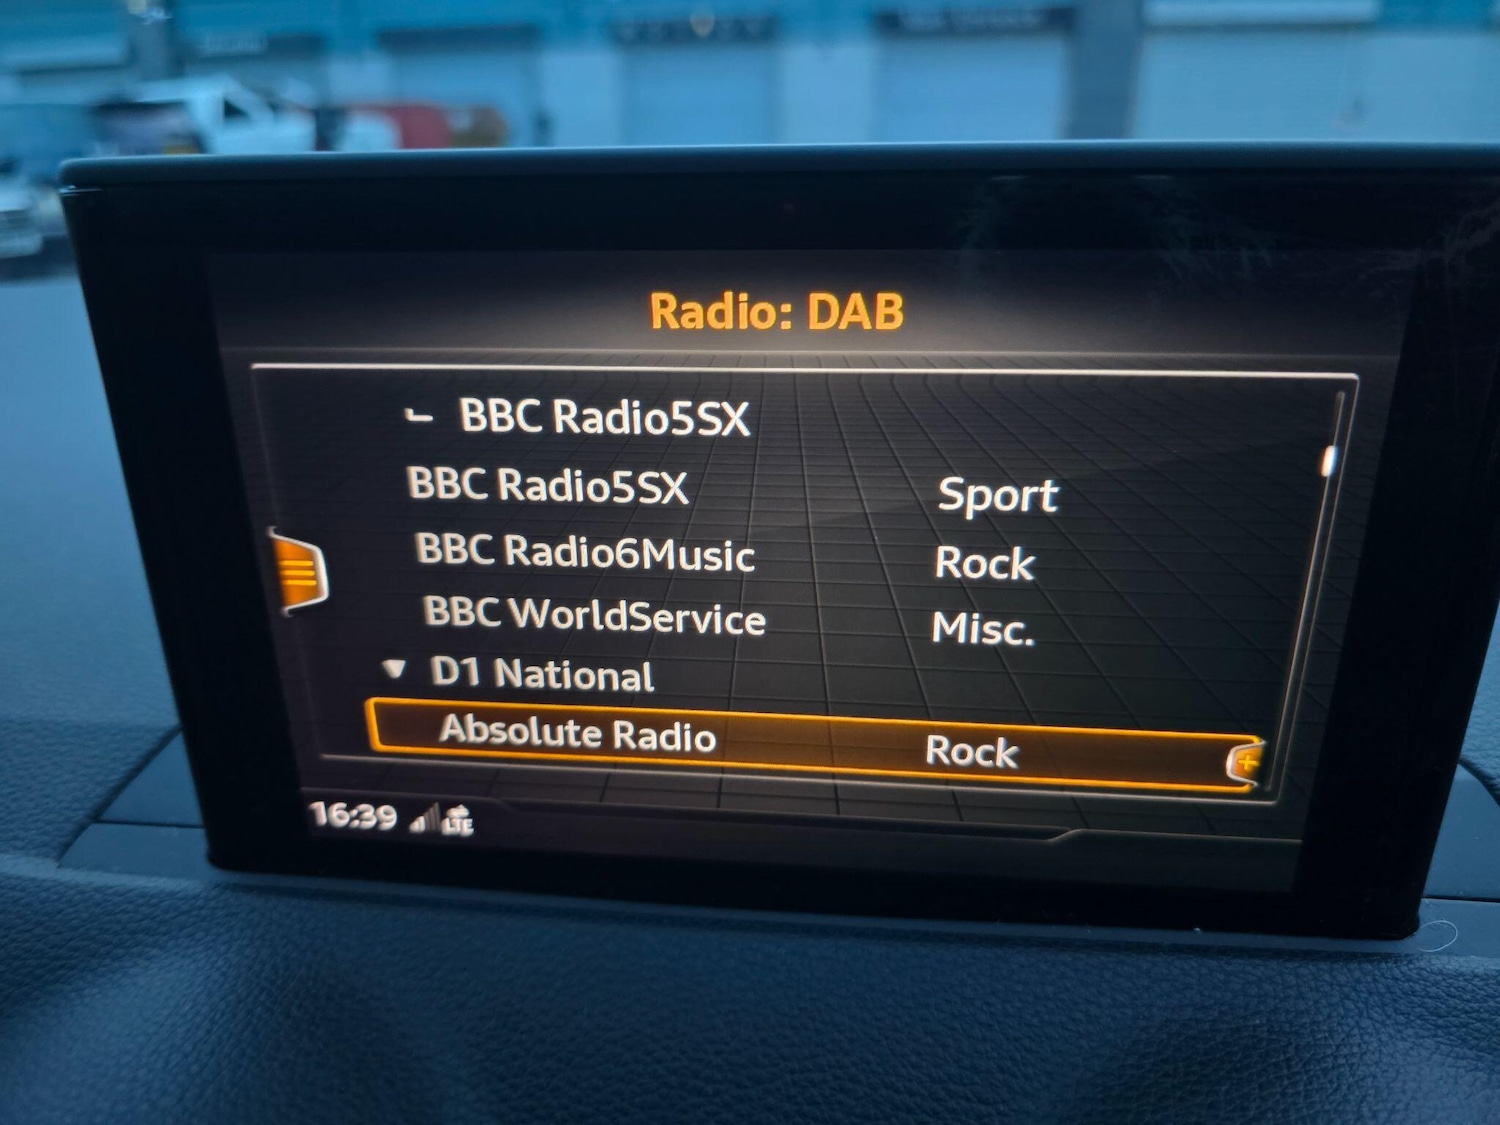 Radio: DAB
BBC Radio5SX
BBC Radio5SX Sport
BBC Radio6Music Rock
BBC WorldService Misc.
D1 National
Absolute Radio Rock
16:39 LTE